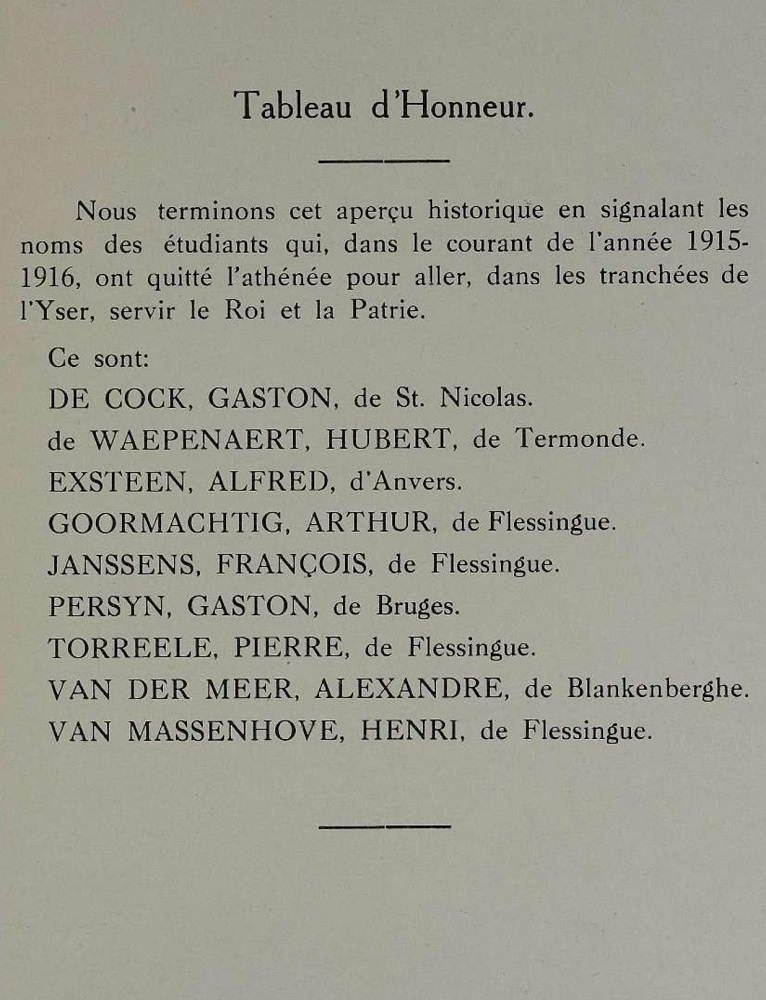 Tableau d'Honneur.
Nous terminons cet aperçu historique en signalant les
noms des étudiants qui, dans le courant de l'année 1915-
1916, ont quitté l'athénée pour aller, dans les tranchées de
l'Yser, servir le Roi et la Patrie.
Ce sont:
DE COCK, GASTON, de St. Nicolas.
de WAEPENAERT, HUBERT, de Termonde.
EXSTEEN, ALFRED, d'Anvers.
GOORMACHTIG, ARTHUR, de Flessingue.
JANSSENS, FRANÇOIS, de Flessingue.
PERSYN, GASTON, de Bruges.
TORREELE, PIERRE, de Flessingue.
VAN DER MEER, ALEXANDRE, de Blankenberghe.
VAN MASSENHOVE, HENRI, de Flessingue.